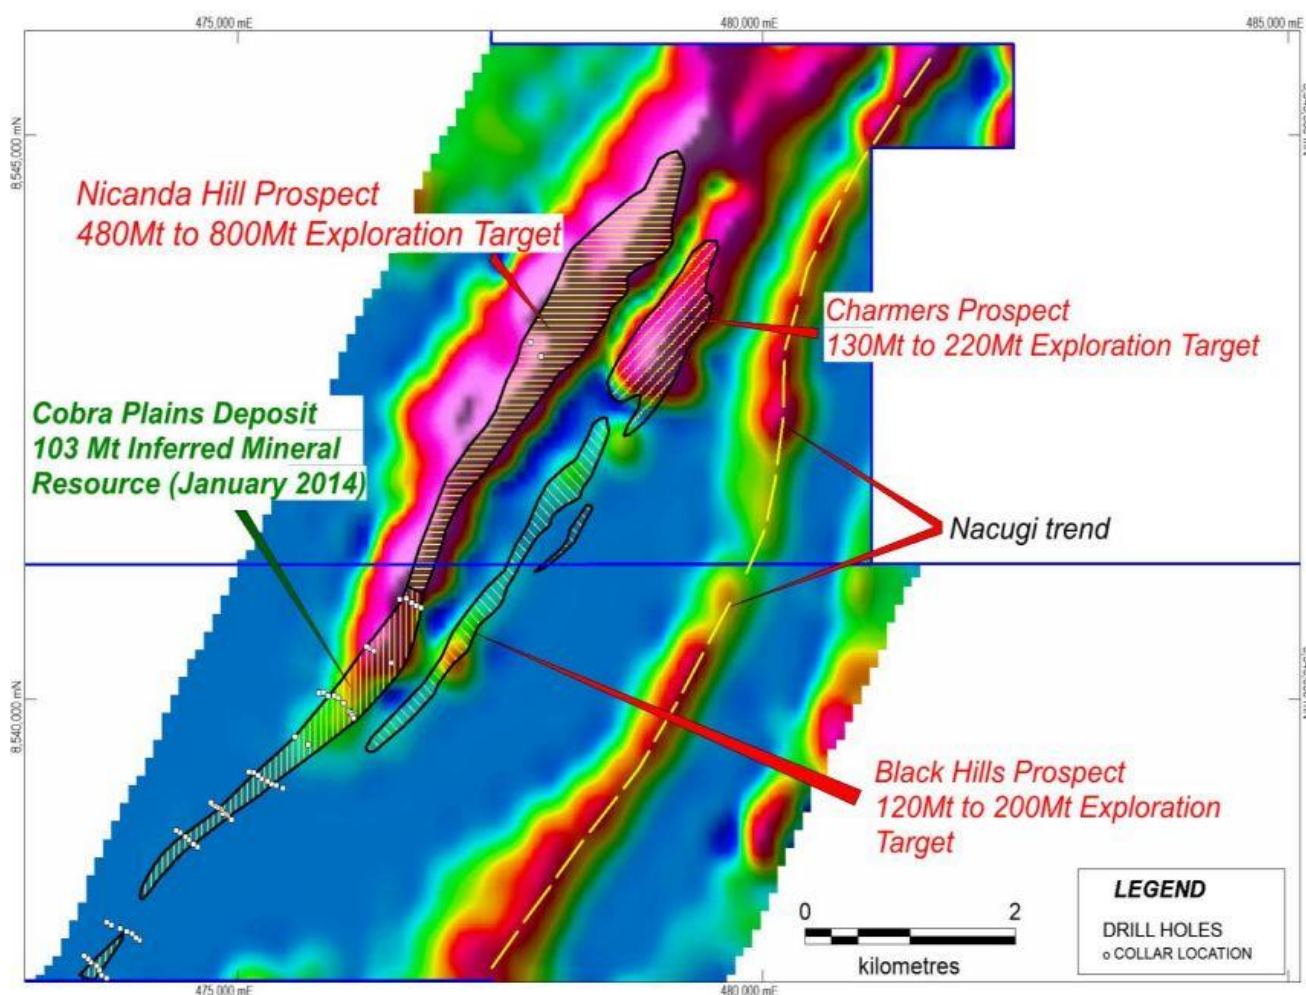 475,000 mE
480,000 mE
485,000 mE
8,545,000 mN
Nicanda Hill Prospect
480Mt to 800Mt Exploration Target
Charmers Prospect
130Mt to 220Mt Exploration Target
Cobra Plains Deposit
103 Mt Inferred Mineral
Resource (January 2014)
Nacugi trend
8,540,000 mN
Black Hills Prospect
120Mt to 200Mt Exploration
Target
0 2
kilometres
LEGEND
DRILL HOLES
COLLAR LOCATION
475,000 mE
480,000 mE